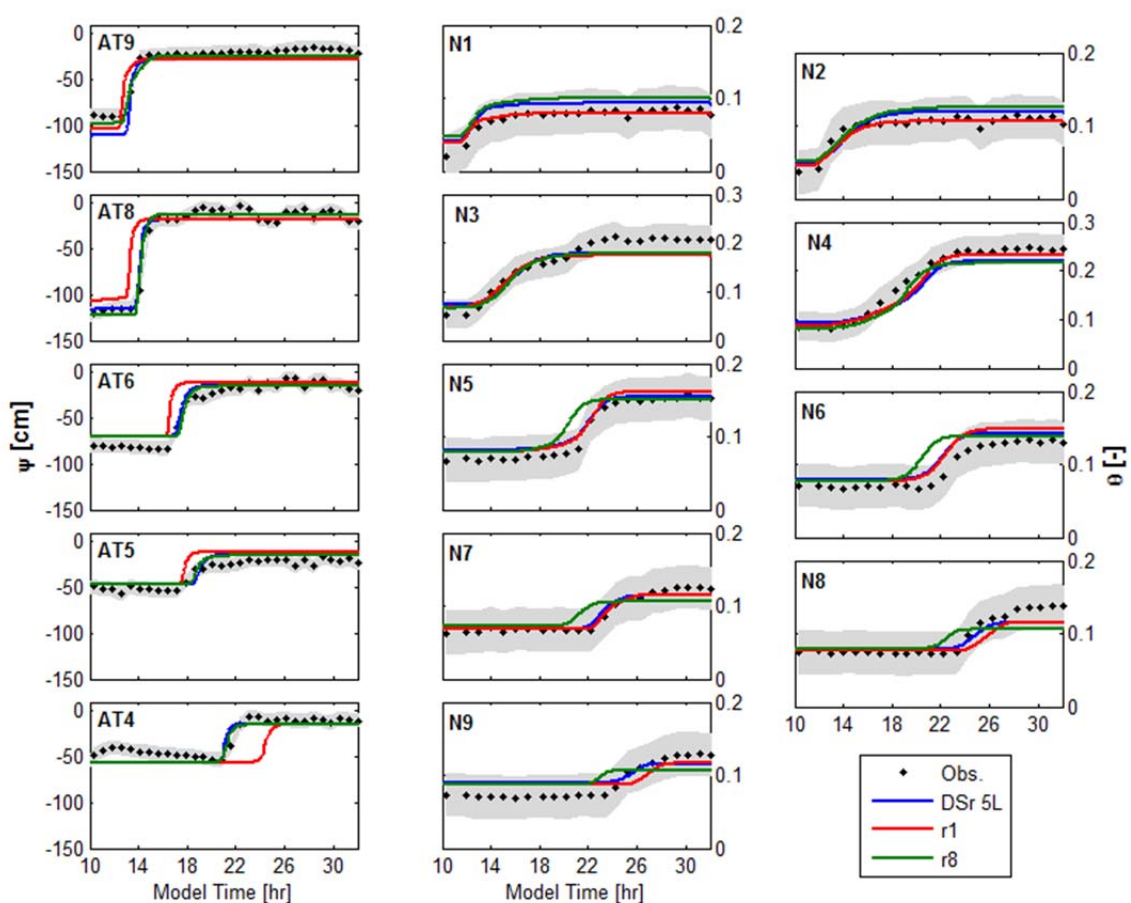 AT9
0
-50
-100
-150
N1
0.2
0.1
0
N2
0.2
0.1
0
AT8
0
-50
-100
-150
N3
0.3
0.2
0.1
0
N4
0.3
0.2
0.1
0
AT6
0
-50
-100
-150
N5
0.2
0.1
0
N6
0.2
0.1
0
AT5
0
-50
-100
-150
N7
0.2
0.1
0
N8
0.2
0.1
0
10 14 18 22 26 30
AT4
0
-50
-100
-150
10 14 18 22 26 30
Model Time [hr]
N9
0.2
0.1
0
10 14 18 22 26 30
Model Time [hr]
ψ [cm]
θ [-]
Obs.
DSr 5L
r1
r8